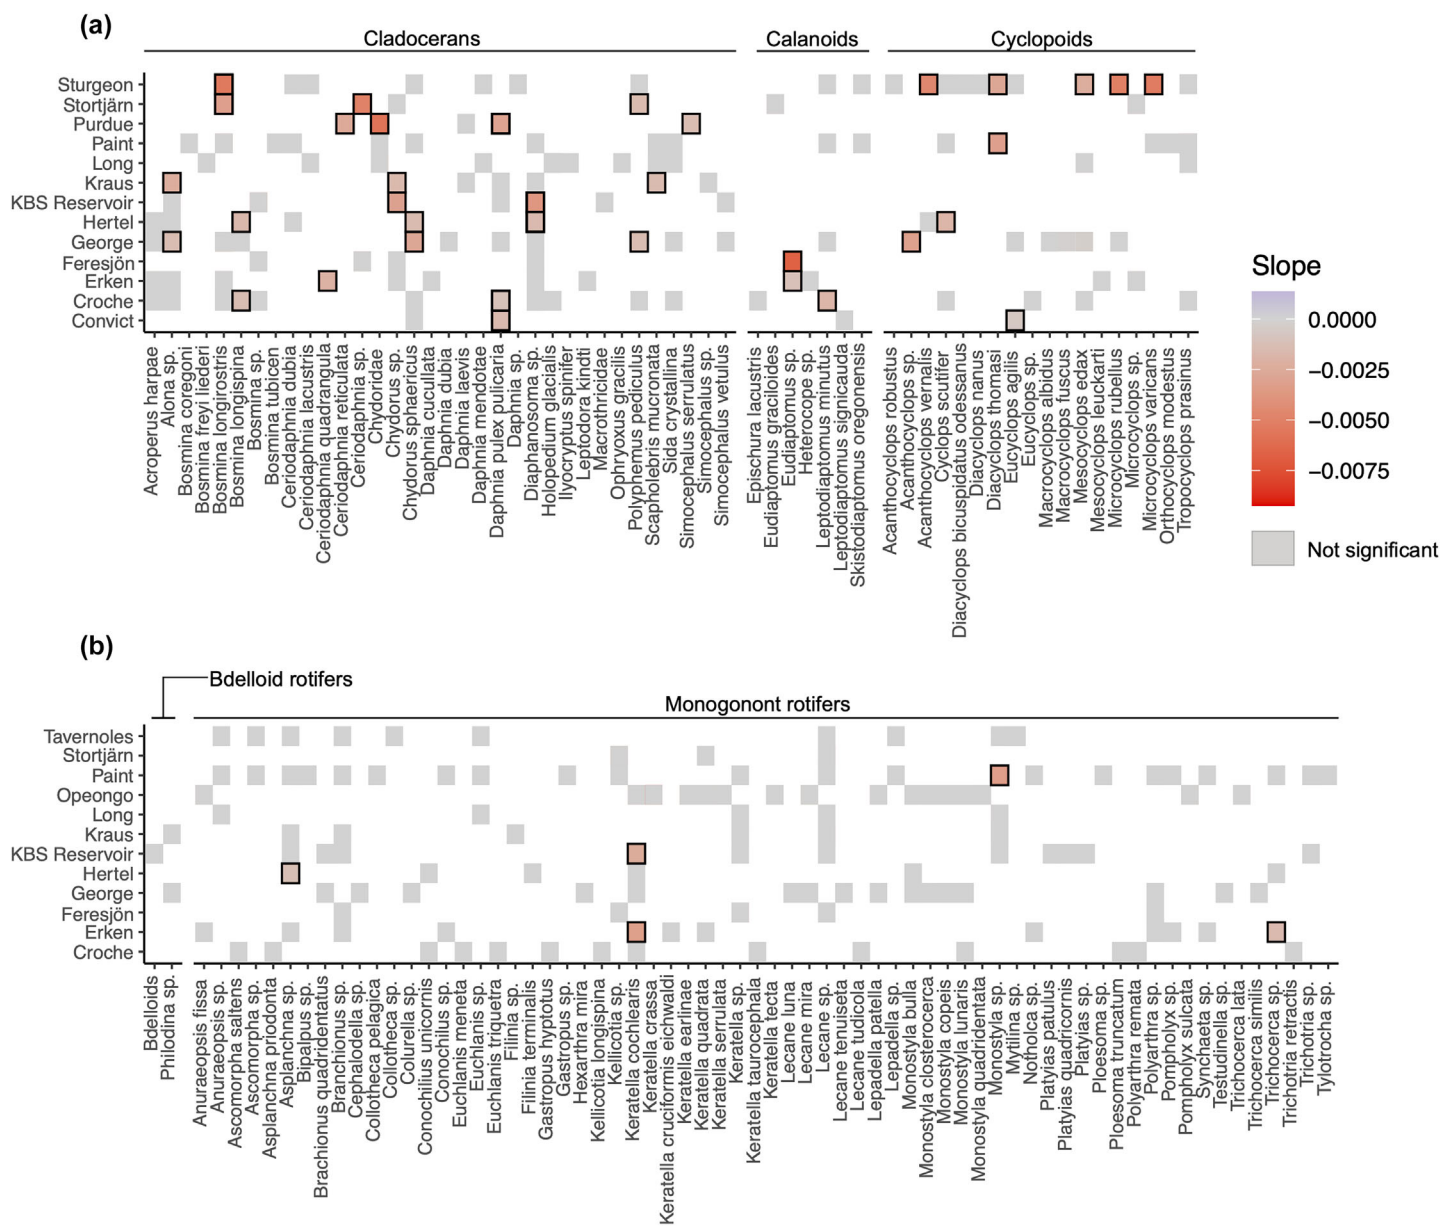 (a)
Cladocerans
Calanoids
Cyclopoids
Sturgeon
Stortjärn
Purdue
Paint
Long
Kraus
KBS Reservoir
Hertel
George
Feresjön
Erken
Croche
Convict
Acroperus harpae
Alona sp.
Bosmina coregoni
Bosmina freyi liederi
Bosmina longirostris
Bosmina longispina
Bosmina sp.
Bosmina tubicen
Ceriodaphnia dubia
Ceriodaphnia lacustris
Ceriodaphnia quadrangula
Ceriodaphnia reticulata
Ceriodaphnia sp.
Chydoridae
Chydorus sp.
Chydorus sphaericus
Daphnia cucullata
Daphnia dubia
Daphnia laevis
Daphnia mendotae
Daphnia pulex pulicaria
Daphnia sp.
Diaphanosoma sp.
Holopedium glacialis
Ilyocryptus spinifer
Leptodora kindtii
Macrothricidae
Ophryoxus gracilis
Polyphemus pediculus
Scapholebris mucronata
Sida crystallina
Simocephalus serrulatus
Simocephalus sp.
Simocephalus vetulus
Epischura lacustris
Eudiaptomus graciloides
Eudiaptomus sp.
Heterocope sp.
Leptodiaptomus minutus
Leptodiaptomus signicauda
Skistodiaptomus oregonensis
Acanthocyclops robustus
Acanthocyclops sp.
Acanthocyclops vernalis
Cyclops scutifer
Diacyclops bicuspidatus odessanus
Diacyclops nanus
Diacyclops thomasi
Eucyclops agilis
Eucyclops sp.
Macrocyclops albidus
Macrocyclops fuscus
Mesocyclops edax
Mesocyclops leuckarti
Microcyclops rubellus
Microcyclops sp.
Microcyclops varicans
Orthocyclops modestus
Tropocyclops prasinus
Slope
0.0000
−0.0025
−0.0050
−0.0075
Not significant
(b)
Bdelloid rotifers
Monogonont rotifers
Tavernoles
Stortjärn
Paint
Opeongo
Long
Kraus
KBS Reservoir
Hertel
George
Feresjön
Erken
Croche
Bdelloids
Philodina sp.
Anuraeopsis fissa
Anuraeopsis sp.
Ascomorpha saltens
Ascomorpha sp.
Asplanchna priodonta
Asplanchna sp.
Bipalpus sp.
Brachionus quadridentatus
Branchionus sp.
Cephalodella sp.
Collotheca pelagica
Collotheca sp.
Colurella sp.
Conochilius unicornis
Conochilus sp.
Euchlanis meneta
Euchlanis sp.
Euchlanis triquetra
Filinia sp.
Filinia terminalis
Gastropus hyptopus
Gastropus sp.
Hexarthra mira
Kellicotia longispina
Kellicotia sp.
Keratella cochlearis
Keratella crassa
Keratella cruciformis eichwaldi
Keratella earlinae
Keratella quadrata
Keratella serrulata
Keratella sp.
Keratella taurocephala
Keratella tecta
Lecane luna
Lecane mira
Lecane sp.
Lecane tenuiseta
Lecane tudicola
Lepadella patella
Lepadella sp.
Monostyla bulla
Monostyla closterocerca
Monostyla copeis
Monostyla lunaris
Monostyla quadridentata
Monostyla sp.
Mytilina sp.
Notholca sp.
Platyias patulus
Platyias quadricornis
Platyias sp.
Ploesoma sp.
Ploesoma truncatum
Polyarthra remata
Polyarthra sp.
Pompholyx sp.
Pompholyx sulcata
Synchaeta sp.
Testudinella sp.
Trichocerca lata
Trichocerca similis
Trichocerca sp.
Trichotria retractis
Trichotria sp.
Tylotrocha sp.